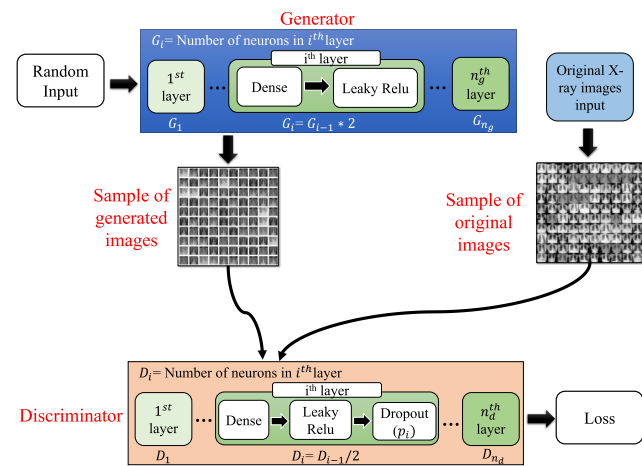 Generator
G_i= Number of neurons in i^{th}layer
i^{th} layer
Random
Input
1^{st}
layer
...
Dense
Leaky Relu
...
n_g^{th}
layer
G_1
G_i= G_{i-1} * 2
G_{n_g}
Original X-
ray images
input
Sample of
generated
images
Sample of
original
images
D_i= Number of neurons in i^{th}layer
i^{th} layer
Discriminator
1^{st}
layer
...
Dense
Leaky
Relu
Dropout
(p_i)
...
n_d^{th}
layer
Loss
D_1
D_i= D_{i-1}/2
D_{n_d}